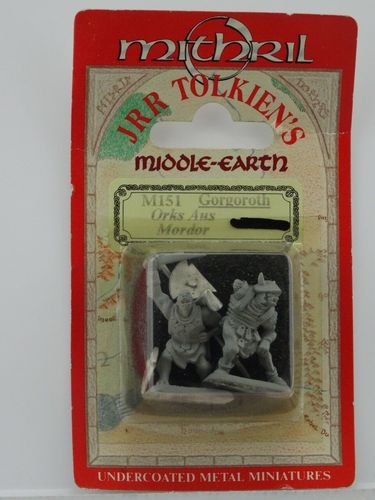 mithril
JRR TOLKIEN'S
MIDDLE-EARTH
M151 Gorgoroth
Orks Aus
Mordor
UNDERCOATED METAL MINIATURES